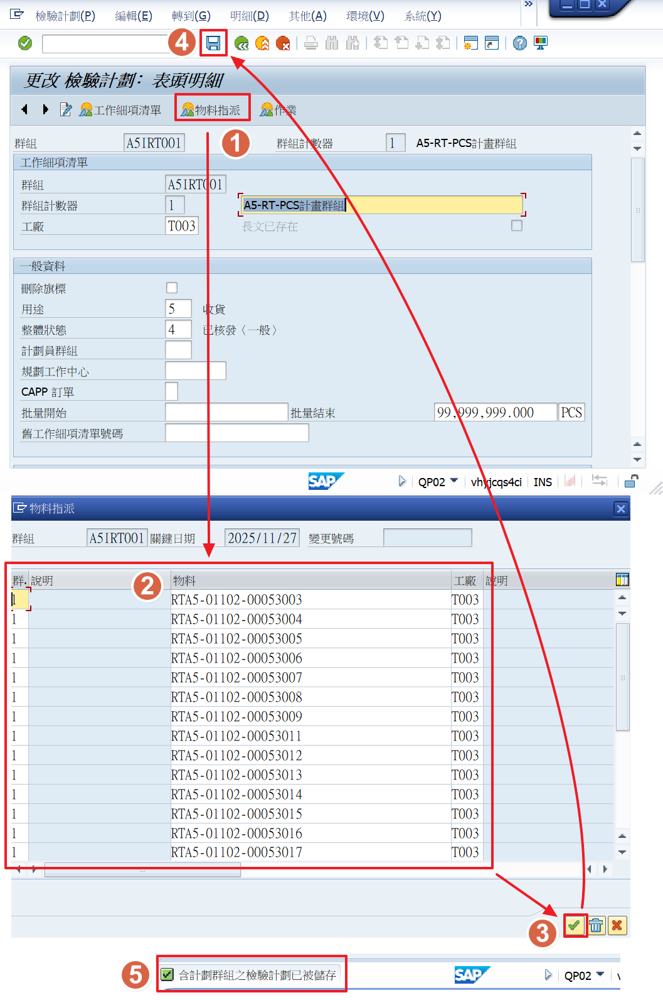 檢驗計劃(P) 編輯(E) 轉到(G) 明細(D) 其他(A) 環境(V) 系統(Y)
4
更改 檢驗計劃: 表頭明細
工作細項清單 物料指派 作業
1
群組 A5IRT001 群組計數器 1 A5-RT-PCS計畫群組
工作細項清單
群組 A5IRT001
群組計數器 1 A5-RT-PCS計畫群組
工廠 T003 長文已存在
一般資料
刪除旗標
用途 5 收貨
整體狀態 4 已核發〈一般〉
計劃員群組
規劃工作中心
CAPP 訂單
批量開始 批量結束 99,999,999.000 PCS
舊工作細項清單號碼
SAP QP02 vhyjcqs4ci INS
物料指派
群組 A5IRT001 關鍵日期 2025/11/27 變更號碼
群. 說明 2 物料 工廠 說明
1 RTA5-01102-00053003 T003
1 RTA5-01102-00053004 T003
1 RTA5-01102-00053005 T003
1 RTA5-01102-00053006 T003
1 RTA5-01102-00053007 T003
1 RTA5-01102-00053008 T003
1 RTA5-01102-00053009 T003
1 RTA5-01102-00053011 T003
1 RTA5-01102-00053012 T003
1 RTA5-01102-00053013 T003
1 RTA5-01102-00053014 T003
1 RTA5-01102-00053015 T003
1 RTA5-01102-00053016 T003
1 RTA5-01102-00053017 T003
3
5 含計劃群組之檢驗計劃已被儲存 SAP QP02